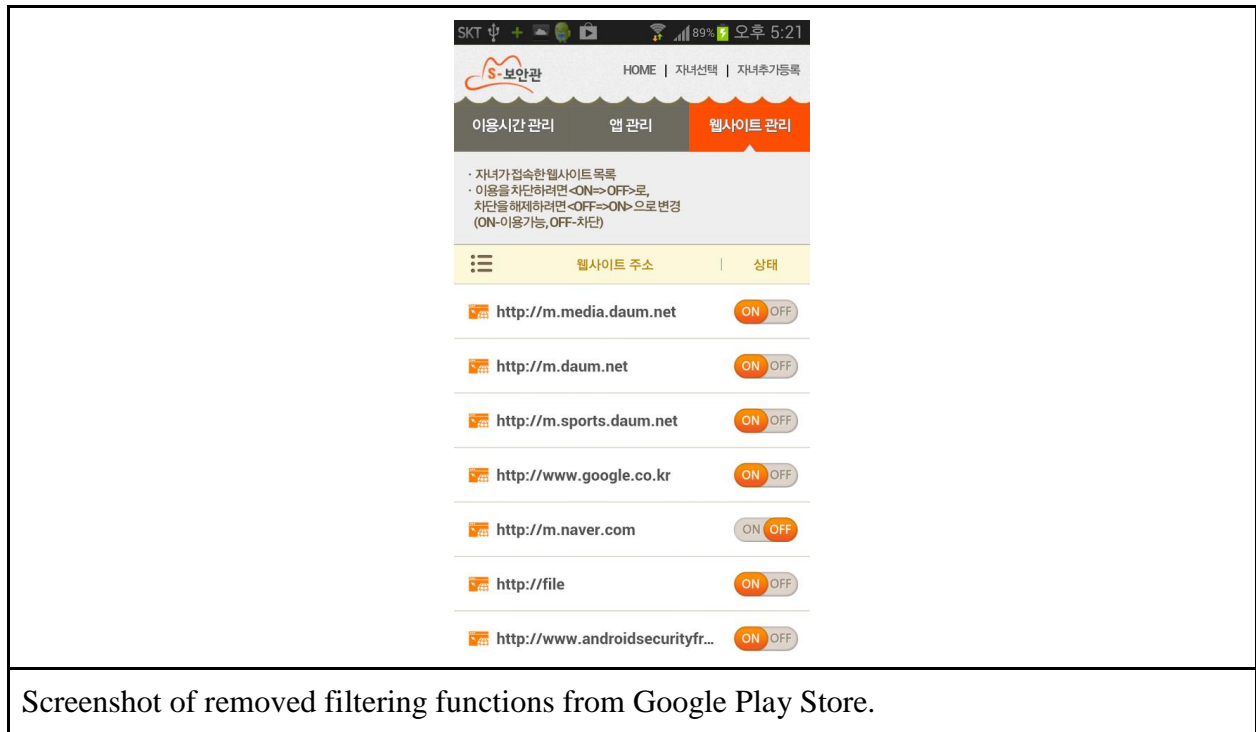 SKT 89% 오후 5:21
S-보안관 HOME | 자녀선택 | 자녀추가등록
이용시간 관리 앱 관리 웹사이트 관리
· 자녀가 접속한 웹사이트 목록
· 이용을 차단하려면 <ON=>OFF>로,
차단을 해제하려면 <OFF=>ON> 으로 변경
(ON-이용가능, OFF-차단)
웹사이트 주소 | 상태
http://m.media.daum.net ON OFF
http://m.daum.net ON OFF
http://m.sports.daum.net ON OFF
http://www.google.co.kr ON OFF
http://m.naver.com ON OFF
http://file ON OFF
http://www.androidsecurityfr... ON OFF
Screenshot of removed filtering functions from Google Play Store.